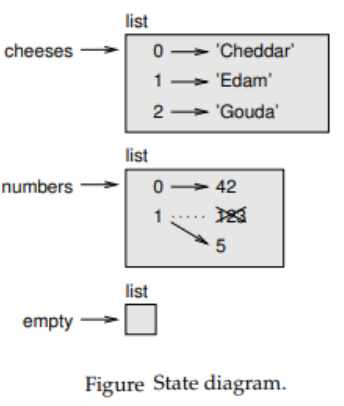 list
cheeses
0 'Cheddar'
1 'Edam'
2 'Gouda'
list
numbers
0 42
1 123
5
list
empty
Figure State diagram.